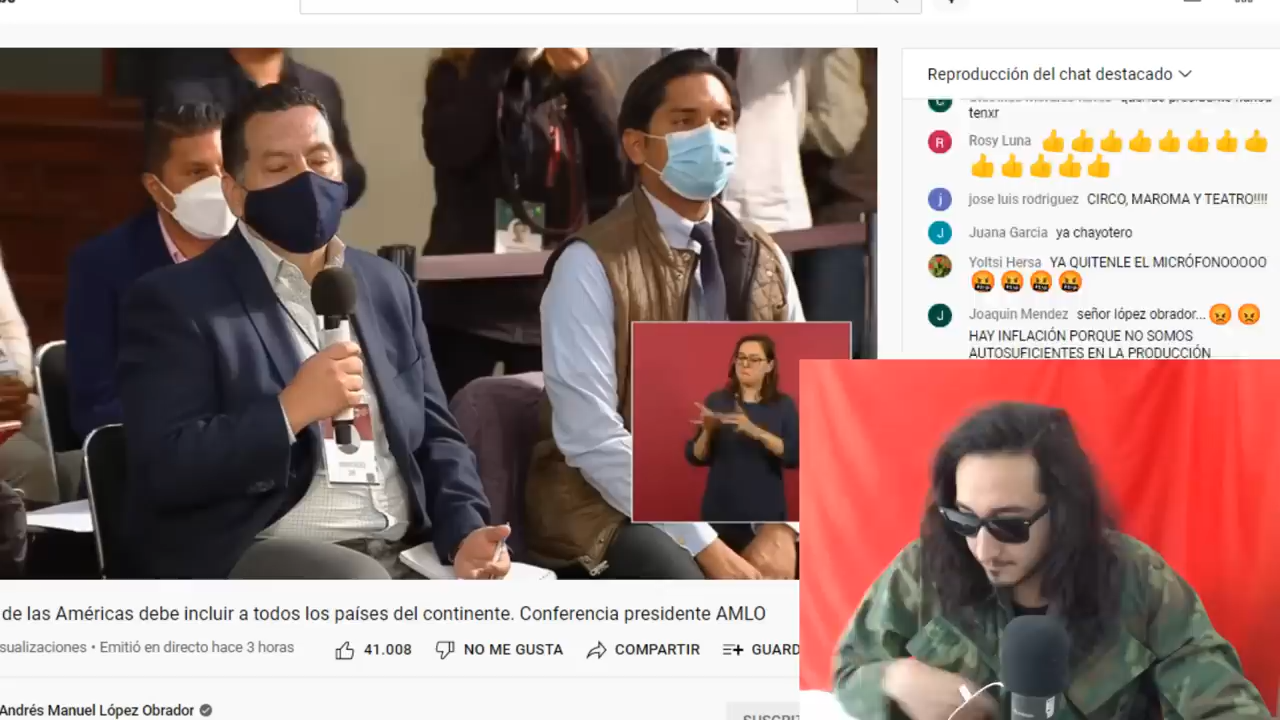 Reproducción del chat destacado
tenxr
Rosy Luna
jose luis rodriguez CIRCO, MAROMA Y TEATRO!!!!
Juana Garcia ya chayotero
Yoltsi Hersa YA QUITENLE EL MICRÓFONOOOOO
Joaquin Mendez señor lópez obrador...
HAY INFLACIÓN PORQUE NO SOMOS
AUTOSUFICIENTES EN LA PRODUCCIÓN
de las Américas debe incluir a todos los países del continente. Conferencia presidente AMLO
sualizaciones • Emitió en directo hace 3 horas
41.008 NO ME GUSTA COMPARTIR GUARD
Andrés Manuel López Obrador
SUSCRIT